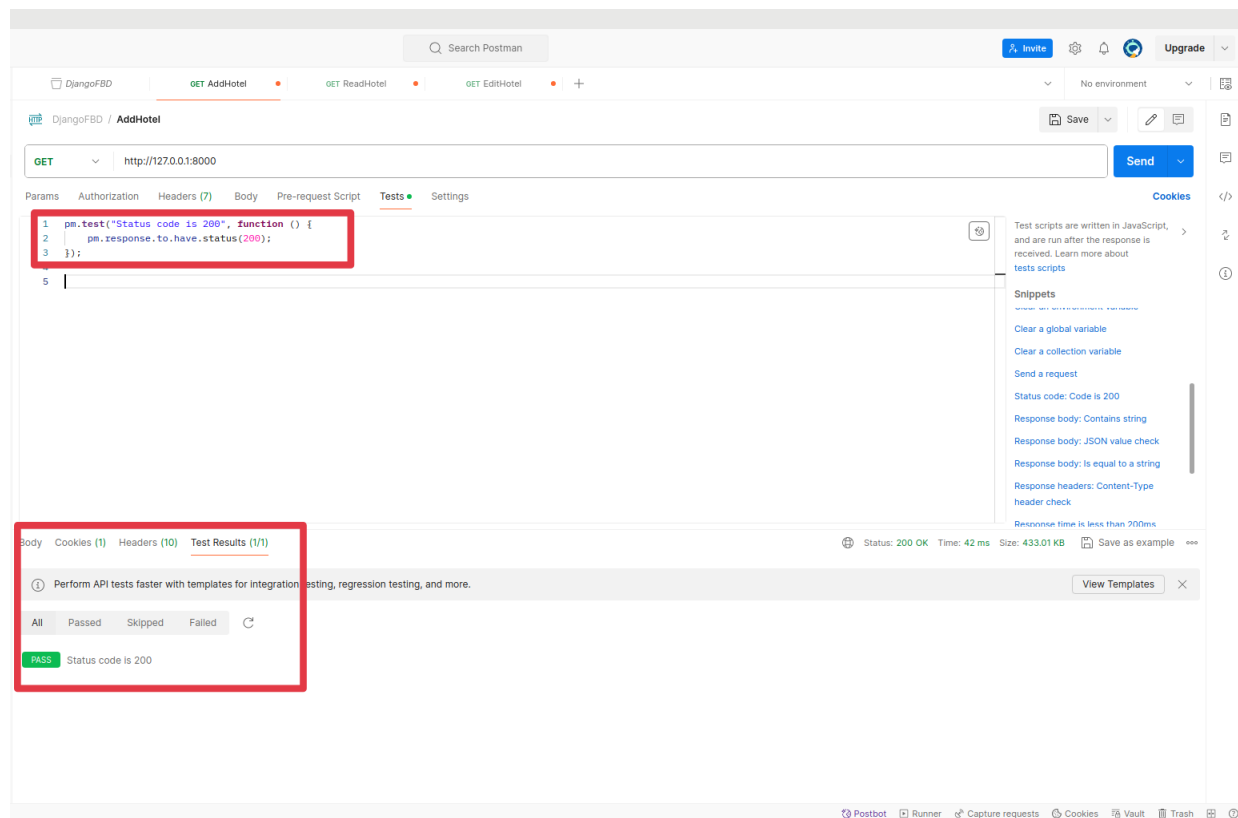 Search Postman
Invite
Upgrade
DjangoFBD
GET AddHotel
GET ReadHotel
GET EditHotel
No environment
HTTP
DjangoFBD / AddHotel
Save
GET
http://127.0.0.1:8000
Send
Params Authorization Headers (7) Body Pre-request Script Tests Settings
Cookies
1 pm.test("Status code is 200", function () {
2 pm.response.to.have.status(200);
3 });
4
5
Test scripts are written in JavaScript,
and are run after the response is
received. Learn more about
tests scripts
Snippets
Clear an environment variable
Clear a global variable
Clear a collection variable
Send a request
Status code: Code is 200
Response body: Contains string
Response body: JSON value check
Response body: Is equal to a string
Response headers: Content-Type
header check
Response time is less than 200ms
Body Cookies (1) Headers (10) Test Results (1/1)
Status: 200 OK Time: 42 ms Size: 433.01 KB Save as example
Perform API tests faster with templates for integration testing, regression testing, and more.
View Templates
All Passed Skipped Failed
PASS Status code is 200
Postbot Runner Capture requests Cookies Vault Trash